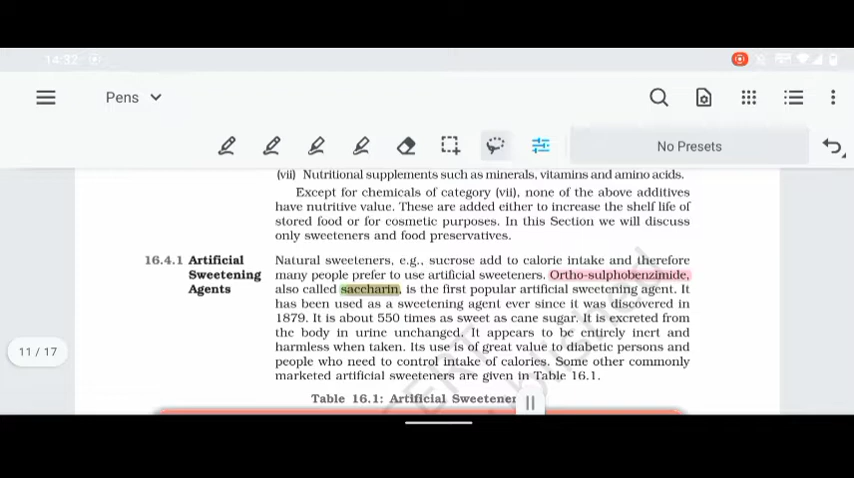 14:32
Pens
No Presets
(vii) Nutritional supplements such as minerals, vitamins and amino acids.
Except for chemicals of category (vii), none of the above additives
have nutritive value. These are added either to increase the shelf life of
stored food or for cosmetic purposes. In this Section we will discuss
only sweeteners and food preservatives.
16.4.1 Artificial
Sweetening
Agents
Natural sweeteners, e.g., sucrose add to calorie intake and therefore
many people prefer to use artificial sweeteners. Ortho-sulphobenzimide,
also called saccharin, is the first popular artificial sweetening agent. It
has been used as a sweetening agent ever since it was discovered in
1879. It is about 550 times as sweet as cane sugar. It is excreted from
the body in urine unchanged. It appears to be entirely inert and
harmless when taken. Its use is of great value to diabetic persons and
people who need to control intake of calories. Some other commonly
marketed artificial sweeteners are given in Table 16.1.
11 / 17
Table 16.1: Artificial Sweetener